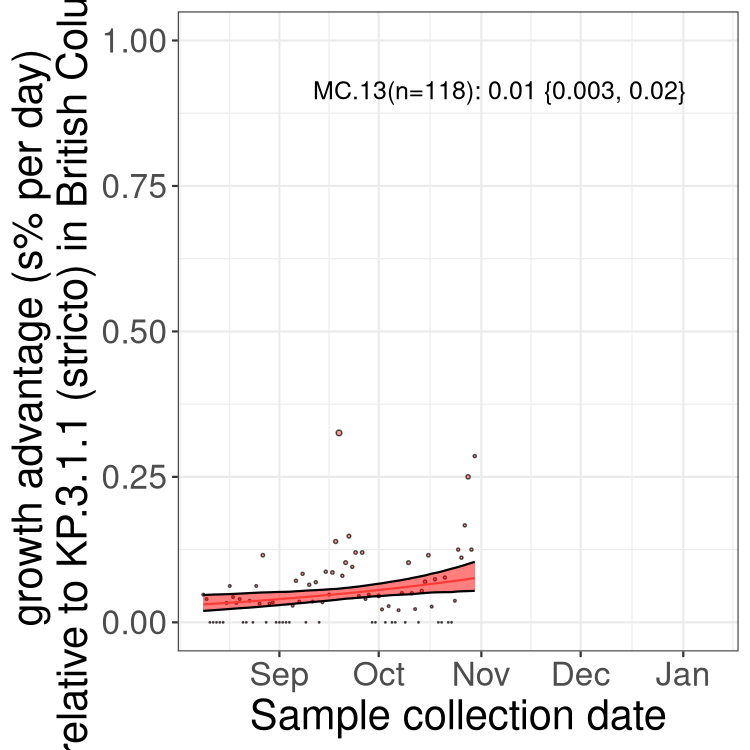 growth advantage (s% per day)
relative to KP.3.1.1 (stricto) in British Colu
1.00
0.75
0.50
0.25
0.00
MC.13(n=118): 0.01 {0.003, 0.02}
Sep Oct Nov Dec Jan
Sample collection date